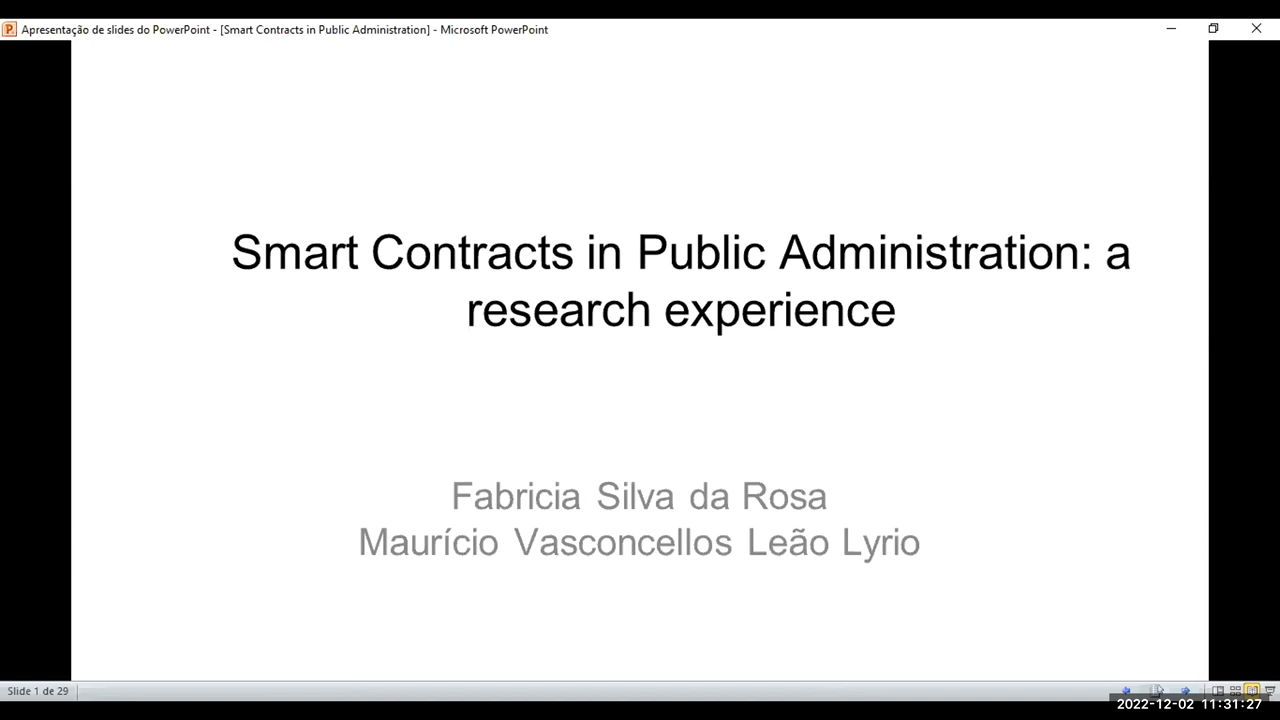 Apresentação de slides do PowerPoint - [Smart Contracts in Public Administration] - Microsoft PowerPoint
Smart Contracts in Public Administration: a
research experience
Fabricia Silva da Rosa
Maurício Vasconcellos Leão Lyrio
Slide 1 de 29
2022-12-02 11:31:27